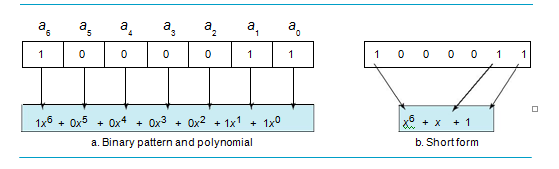 a₆ a₅ a₄ a₃ a₂ a₁ a₀
1 0 0 0 0 1 1
1x⁶ + 0x⁵ + 0x⁴ + 0x³ + 0x² + 1x¹ + 1x⁰
a. Binary pattern and polynomial
1 0 0 0 0 1 1
x⁶ + x + 1
b. Short form